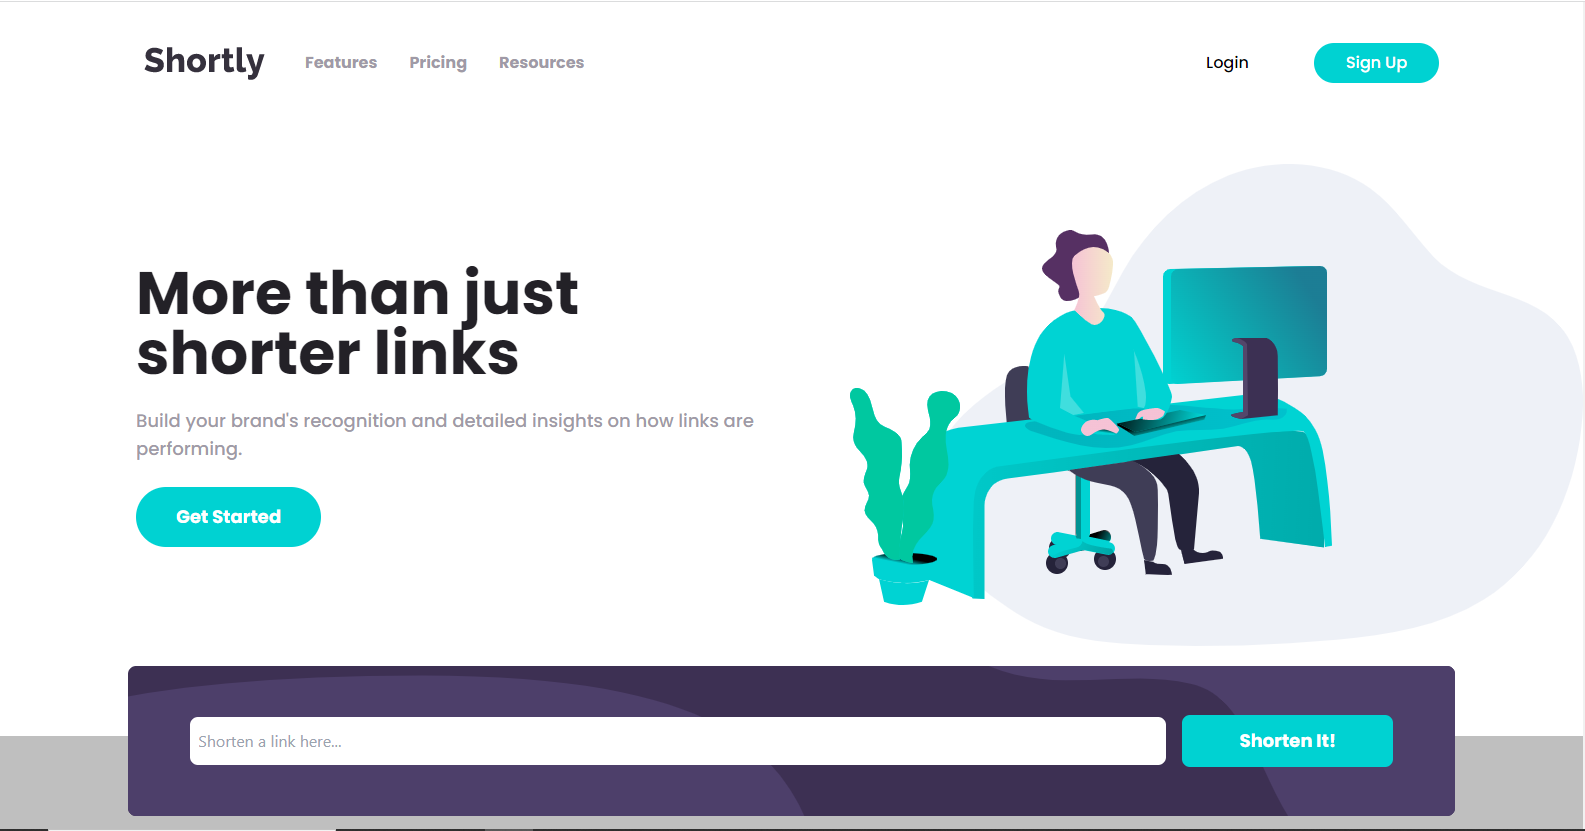 Shortly
Features
Pricing
Resources
Login
Sign Up
More than just
shorter links
Build your brand's recognition and detailed insights on how links are
performing.
Get Started
Shorten a link here...
Shorten It!